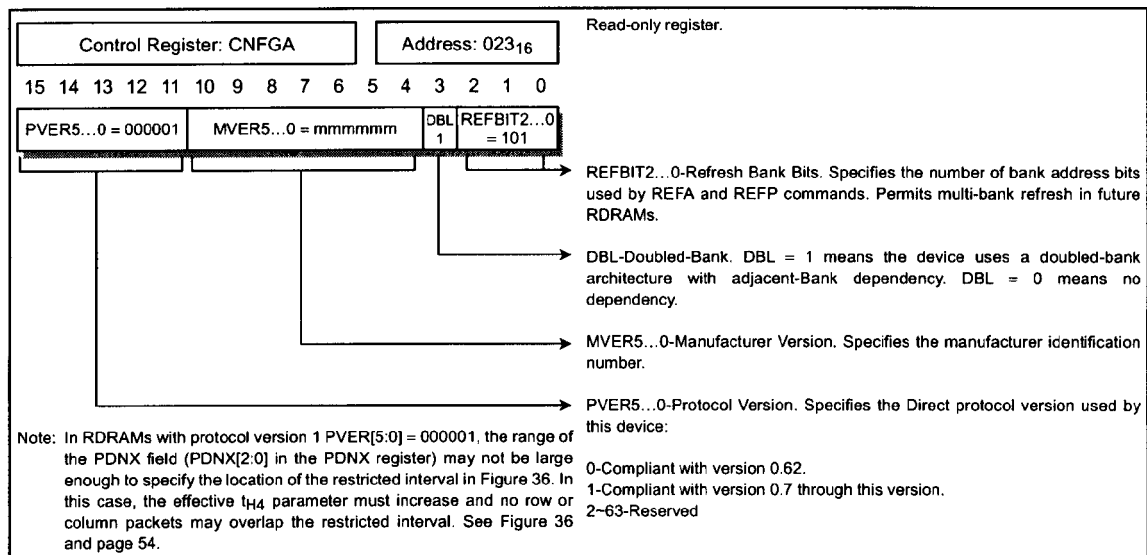 Control Register: CNFGA
Address: 023₁₆
Read-only register.
15 14 13 12 11 10 9 8 7 6 5 4 3 2 1 0
PVER5...0 = 000001
MVER5...0 = mmmmmm
DBL
1
REFBIT2...0
= 101
REFBIT2...0-Refresh Bank Bits. Specifies the number of bank address bits
used by REFA and REFP commands. Permits multi-bank refresh in future
RDRAMs.
DBL-Doubled-Bank. DBL = 1 means the device uses a doubled-bank
architecture with adjacent-Bank dependency. DBL = 0 means no
dependency.
MVER5...0-Manufacturer Version. Specifies the manufacturer identification
number.
PVER5...0-Protocol Version. Specifies the Direct protocol version used by
this device:
0-Compliant with version 0.62.
1-Compliant with version 0.7 through this version.
2~63-Reserved
Note: In RDRAMs with protocol version 1 PVER[5:0] = 000001, the range of
the PDNX field (PDNX[2:0] in the PDNX register) may not be large
enough to specify the location of the restricted interval in Figure 36. In
this case, the effective tH4 parameter must increase and no row or
column packets may overlap the restricted interval. See Figure 36
and page 54.